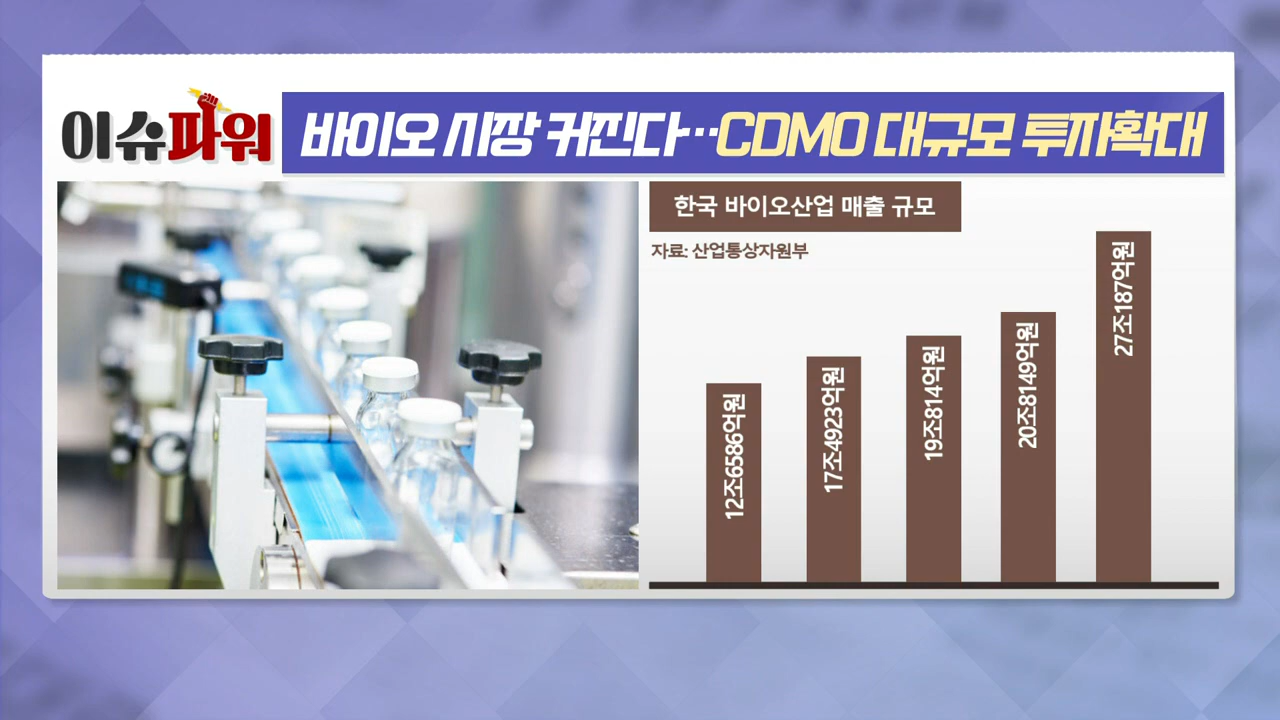 이슈파워
바이오 시장 커진다…CDMO 대규모 투자확대
한국 바이오산업 매출 규모
자료: 산업통상자원부
12조6586억원
17조4923억원
19조814억원
20조8149억원
27조187억원